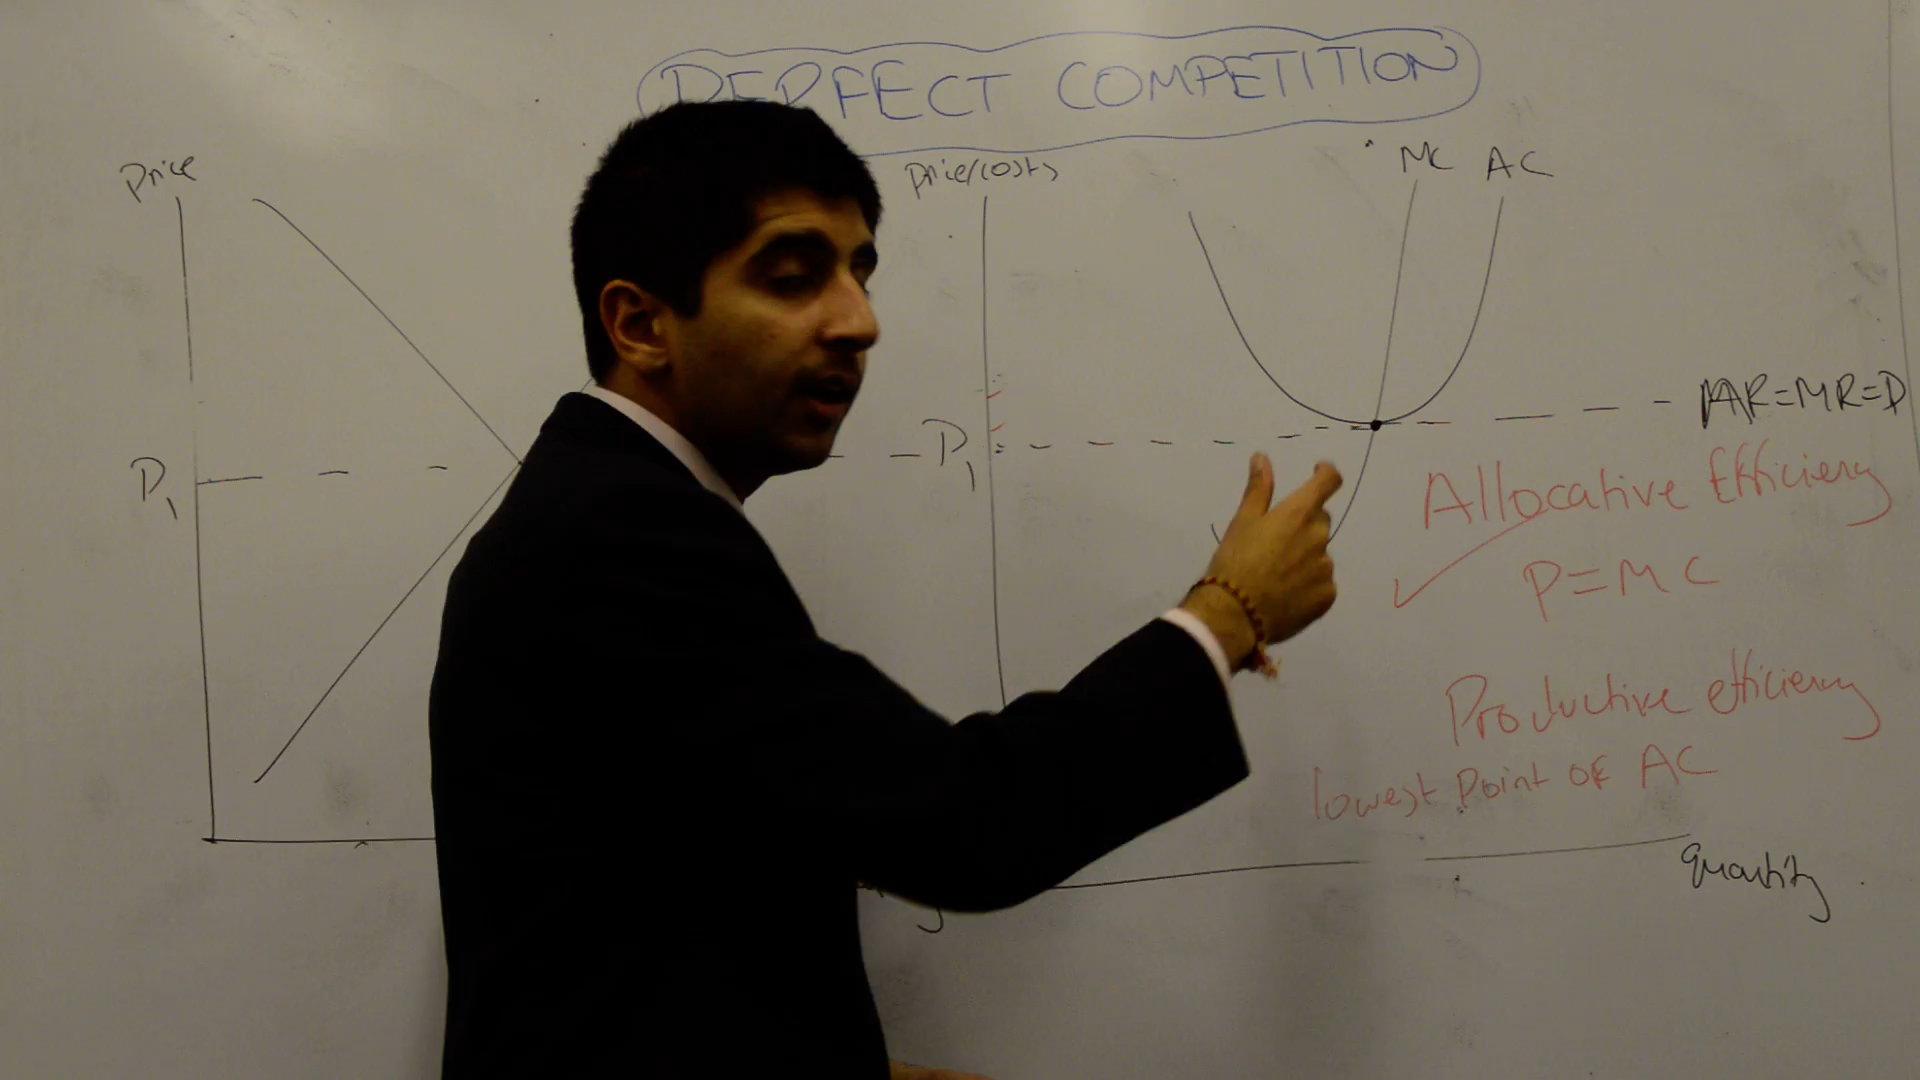 PERFECT COMPETITION
Price
Price/costs
MC
AC
AR=MR=D
P1
P1
Allocative Efficiency
P=MC
Productive efficiency
lowest Point OF AC
quantity